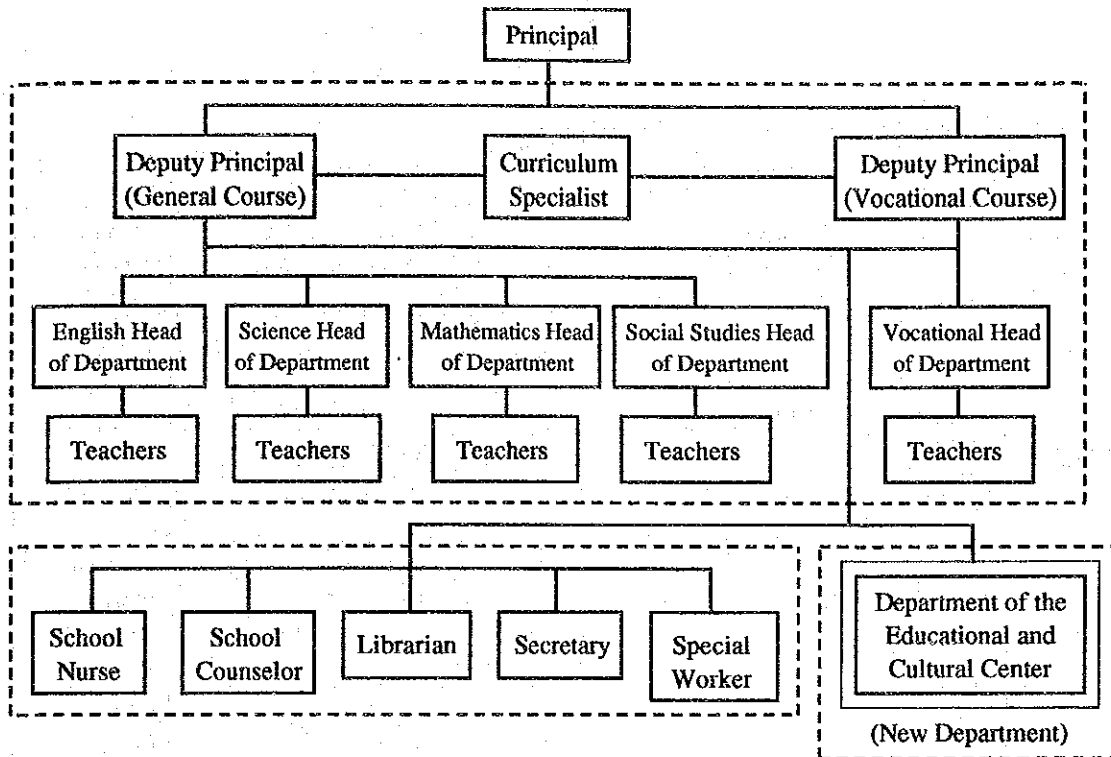 Principal
Deputy Principal
(General Course)
Curriculum
Specialist
Deputy Principal
(Vocational Course)
English Head
of Department
Science Head
of Department
Mathematics Head
of Department
Social Studies Head
of Department
Vocational Head
of Department
Teachers
Teachers
Teachers
Teachers
Teachers
School
Nurse
School
Counselor
Librarian
Secretary
Special
Worker
Department of the
Educational and
Cultural Center
(New Department)